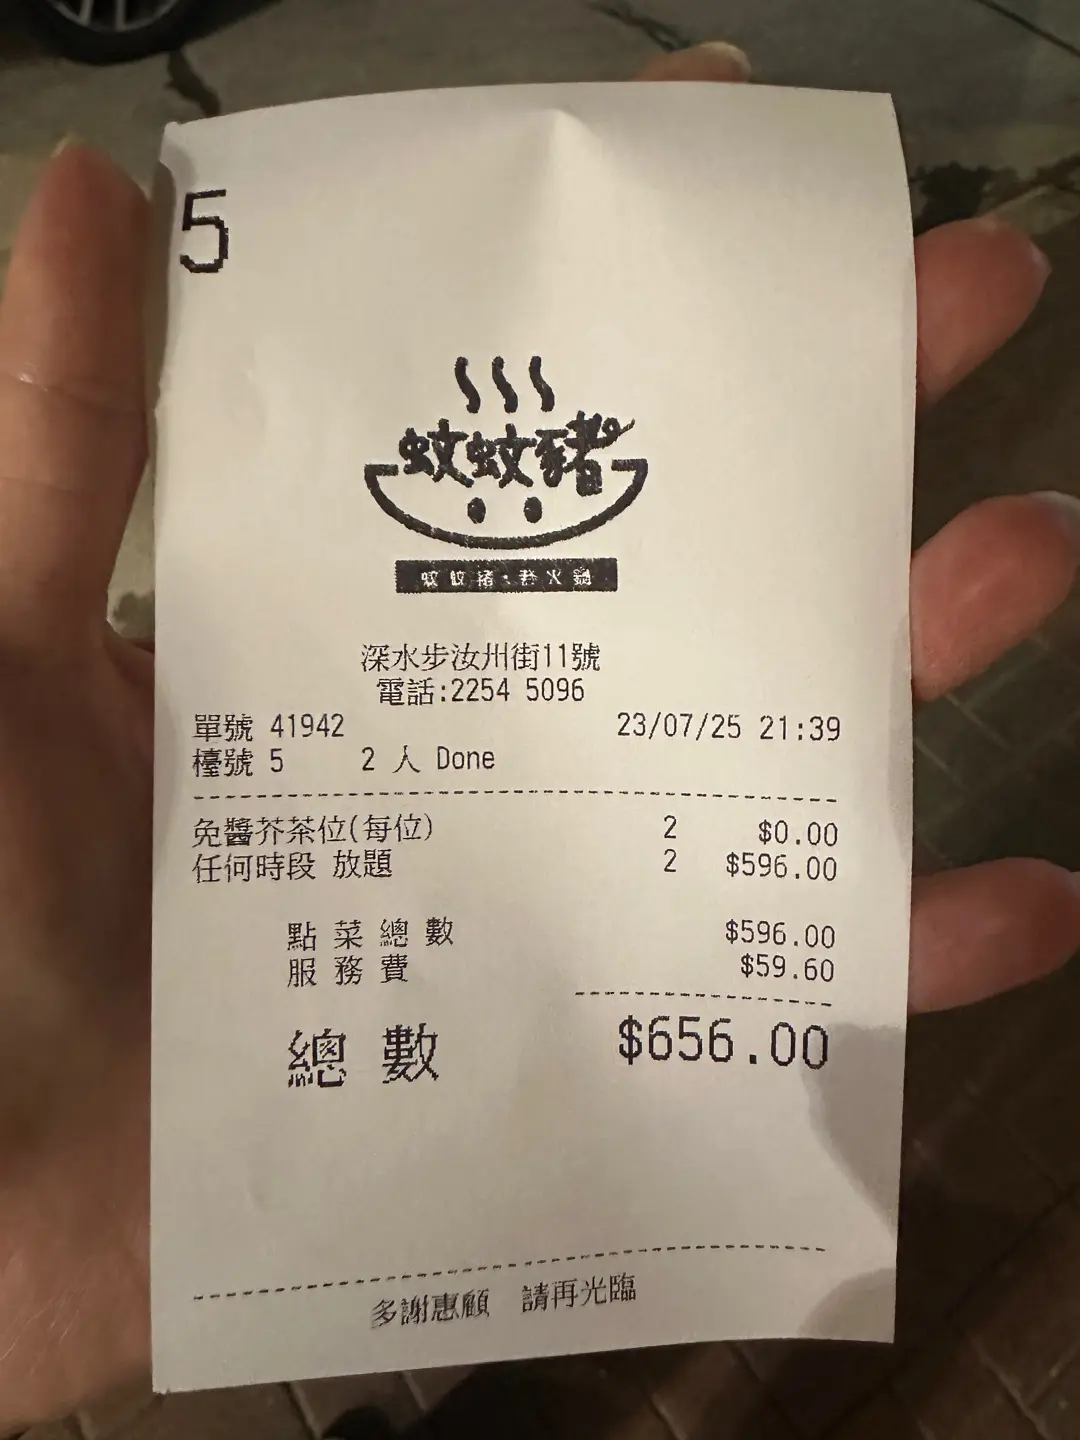 5
蚊蚊豬
蚊蚊豬·巷火鍋
深水步汝州街11號
電話:2254 5096
單號 41942 23/07/25 21:39
檯號 5 2 人 Done
免醬芥茶位(每位) 2 $0.00
任何時段 放題 2 $596.00
點菜總數 $596.00
服務費 $59.60
總數 $656.00
多謝惠顧 請再光臨